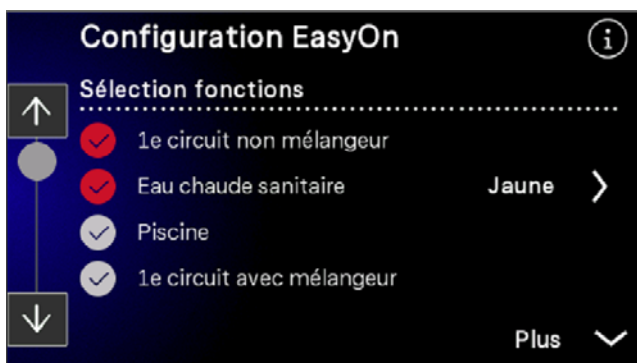 Configuration EasyOn
i
Sélection fonctions
1e circuit non mélangeur
Eau chaude sanitaire Jaune
Piscine
1e circuit avec mélangeur
Plus